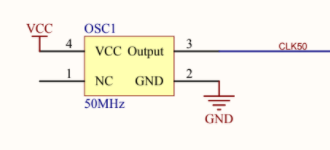 VCC OSC1
4 VCC Output 3 CLK50
1 NC GND 2
50MHz
GND